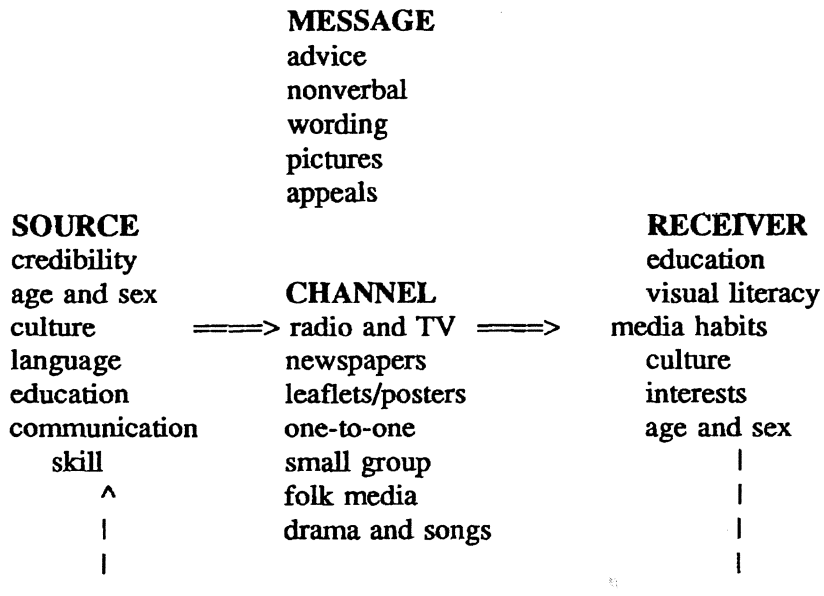 MESSAGE
advice
nonverbal
wording
pictures
appeals
SOURCE
credibility
age and sex
culture
language
education
communication
skill
^
|
|
CHANNEL
====> radio and TV ====>
newspapers
leaflets/posters
one-to-one
small group
folk media
drama and songs
RECEIVER
education
visual literacy
media habits
culture
interests
age and sex
|
|
|